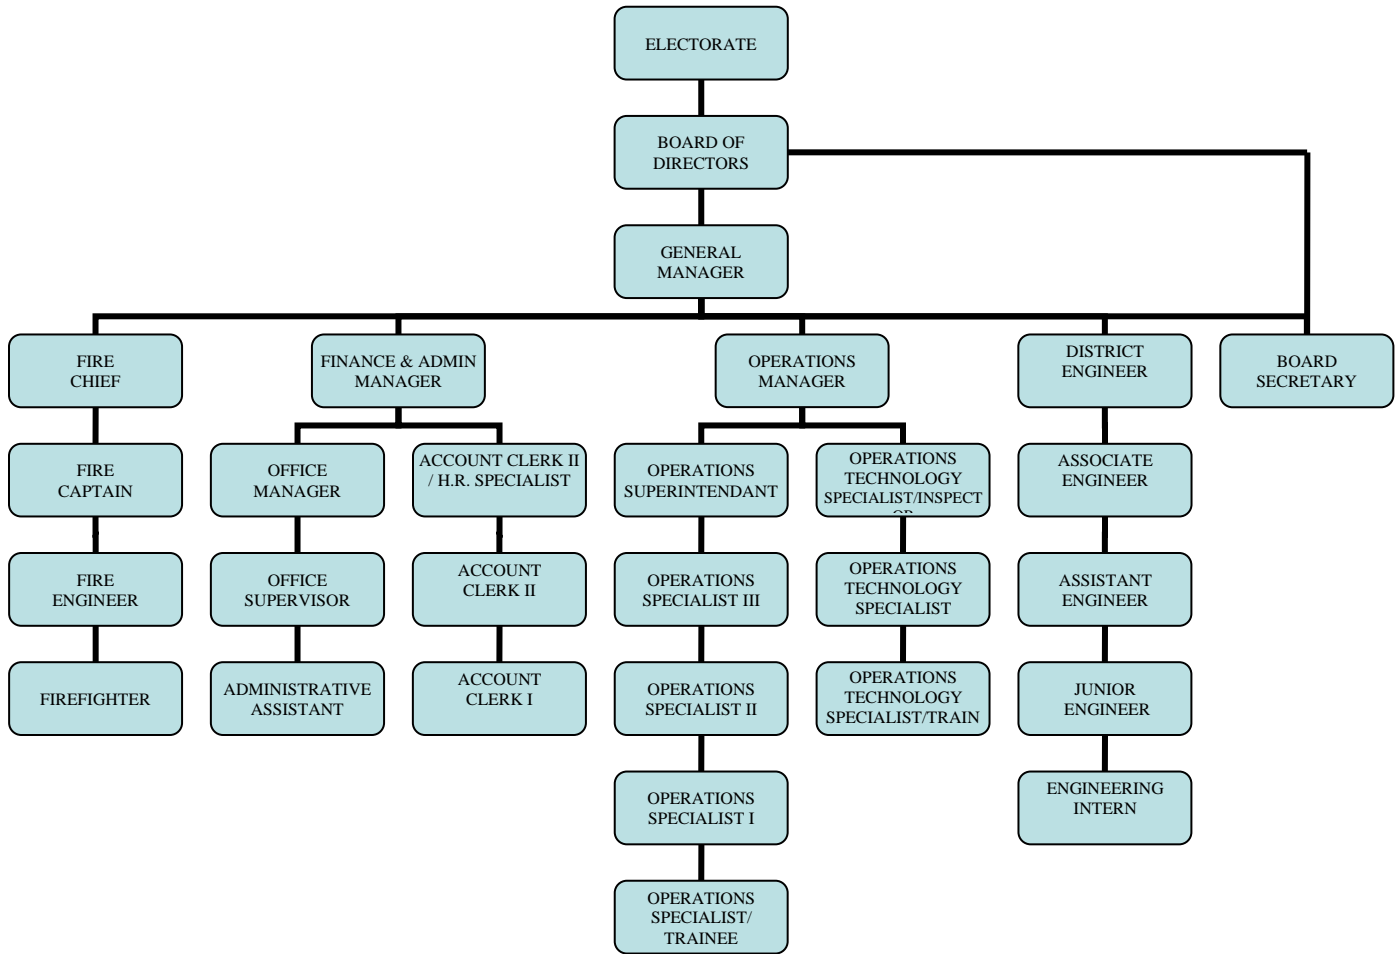 ELECTORATE
BOARD OF
DIRECTORS
GENERAL
MANAGER
FIRE
CHIEF
FINANCE & ADMIN
MANAGER
OPERATIONS
MANAGER
DISTRICT
ENGINEER
BOARD
SECRETARY
FIRE
CAPTAIN
OFFICE
MANAGER
ACCOUNT CLERK II
/ H.R. SPECIALIST
OPERATIONS
SUPERINTENDANT
OPERATIONS
TECHNOLOGY
SPECIALIST/INSPECT
ASSOCIATE
ENGINEER
FIRE
ENGINEER
OFFICE
SUPERVISOR
ACCOUNT
CLERK II
OPERATIONS
SPECIALIST III
OPERATIONS
TECHNOLOGY
SPECIALIST
ASSISTANT
ENGINEER
FIREFIGHTER
ADMINISTRATIVE
ASSISTANT
ACCOUNT
CLERK I
OPERATIONS
SPECIALIST II
OPERATIONS
TECHNOLOGY
SPECIALIST/TRAIN
JUNIOR
ENGINEER
OPERATIONS
SPECIALIST I
ENGINEERING
INTERN
OPERATIONS
SPECIALIST/
TRAINEE